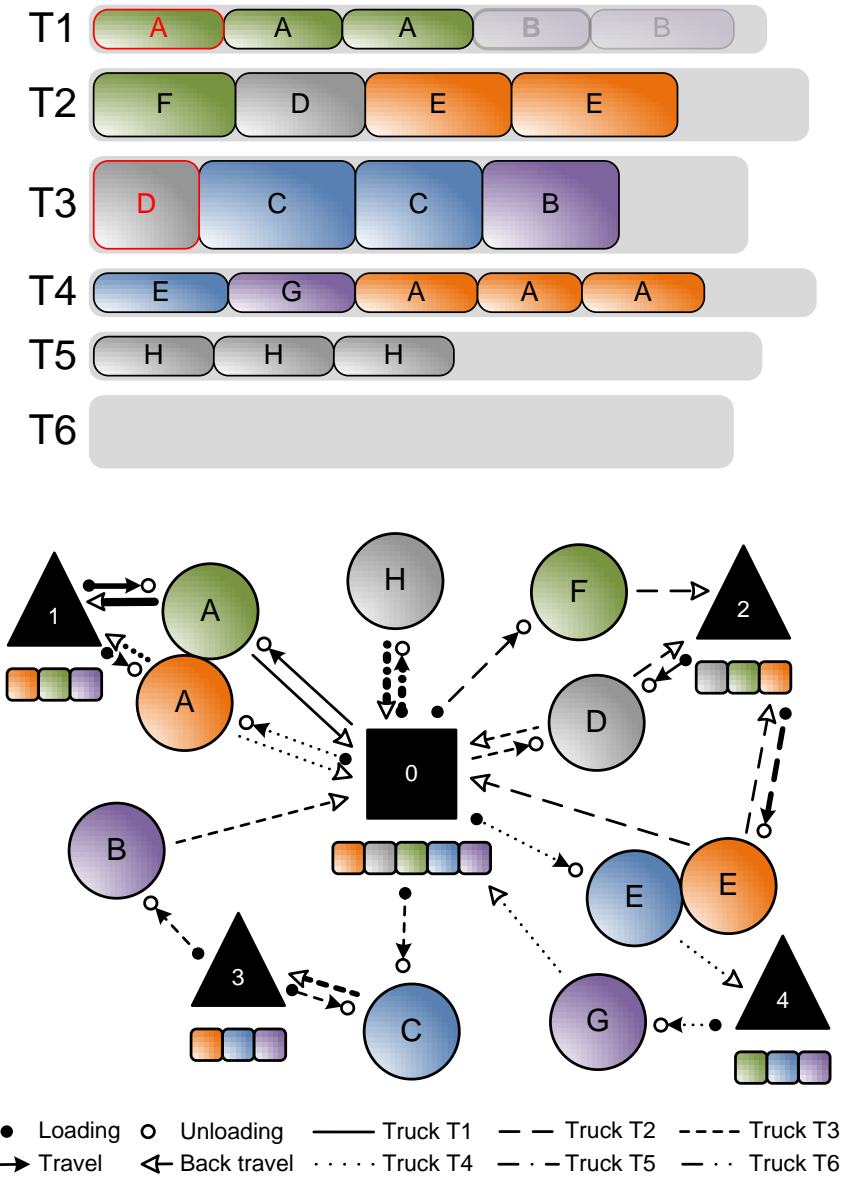 T1 A A A B B
T2 F D E E
T3 D C C B
T4 E G A A A
T5 H H H
T6
H F
1 A 2
A D
0
B
E E
3 4
C G
Loading Unloading Truck T1 Truck T2 Truck T3
Travel Back travel Truck T4 Truck T5 Truck T6